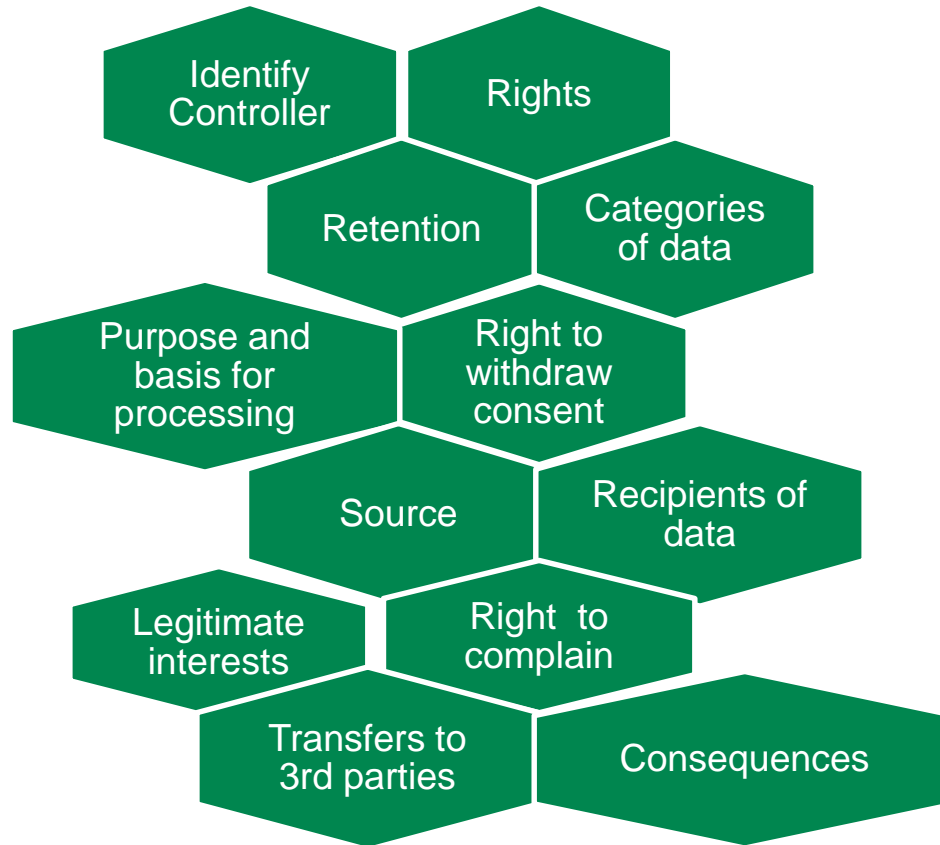 Identify
Controller
Rights
Retention
Categories
of data
Purpose and
basis for
processing
Right to
withdraw
consent
Source
Recipients of
data
Legitimate
interests
Right  to
complain
Transfers to
3rd parties
Consequences